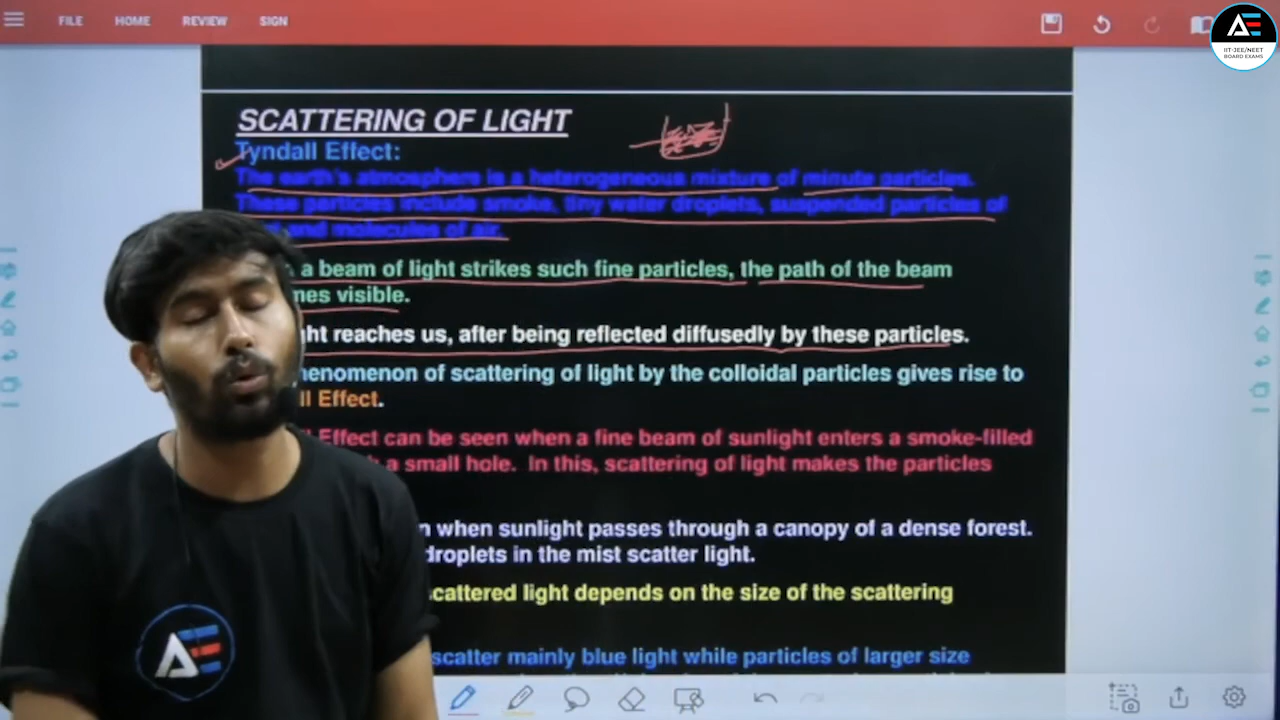 FILE HOME REVIEW SIGN
IIT-JEE/NEET
BOARD EXAMS
SCATTERING OF LIGHT
Tyndall Effect:
The earth's atmosphere is a heterogeneous mixture of minute particles.
These particles include smoke, tiny water droplets, suspended particles of
and molecules of air.
a beam of light strikes such fine particles, the path of the beam
mes visible.
ght reaches us, after being reflected diffusedly by these particles.
henomenon of scattering of light by the colloidal particles gives rise to
ll Effect.
Effect can be seen when a fine beam of sunlight enters a smoke-filled
h a small hole. In this, scattering of light makes the particles
n when sunlight passes through a canopy of a dense forest.
droplets in the mist scatter light.
scattered light depends on the size of the scattering
scatter mainly blue light while particles of larger size